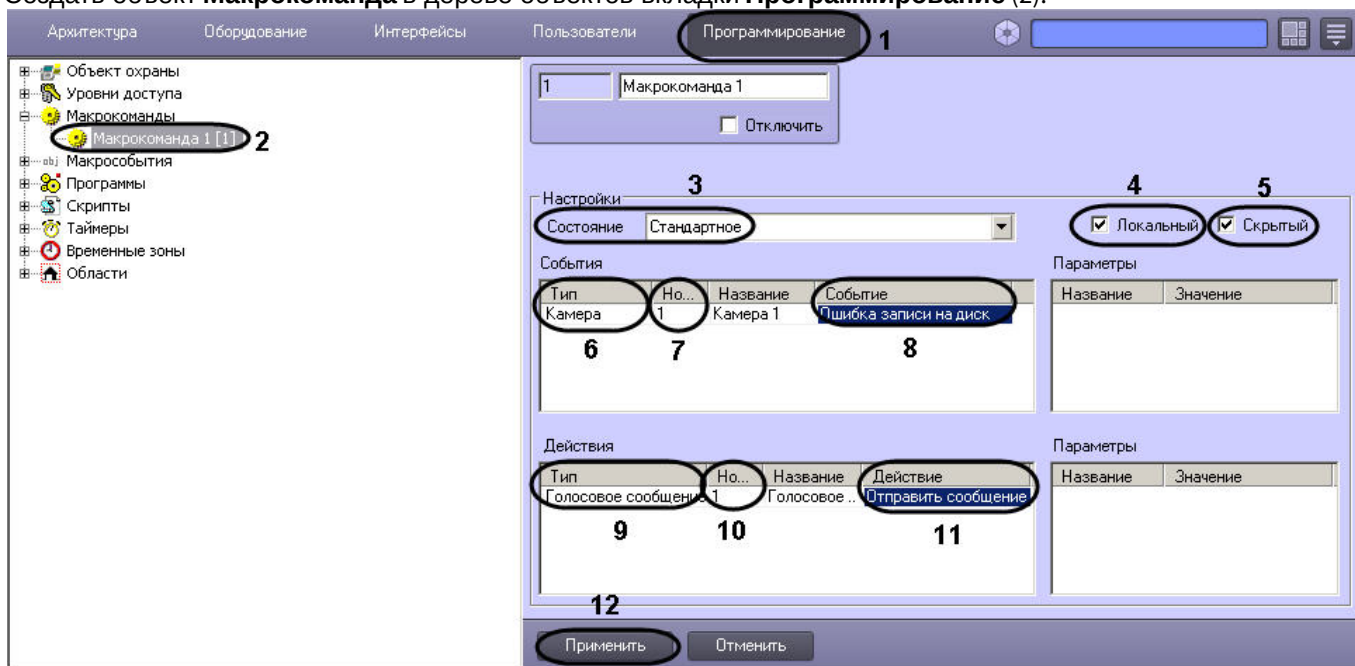 Создать объект Макрокоманда в дереве объектов вкладки Программирование (2).
Архитектура Оборудование Интерфейсы Пользователи Программирование 1
Объект охраны
Уровни доступа
Макрокоманды
Макрокоманда 1 [1] 2
obj Макрособытия
Программы
Скрипты
Таймеры
Временные зоны
Области
1 Макрокоманда 1
Отключить
3 4 5
Настройки
Состояние Стандартное Локальный Скрытый
События Параметры
Тип Но... Название Событие Название Значение
Камера 1 Камера 1 Ошибка записи на диск
6 7 8
Действия Параметры
Тип Но... Название Действие Название Значение
Голосовое сообщение 1 Голосовое .. Отправить сообщение
9 10 11
12
Применить Отменить